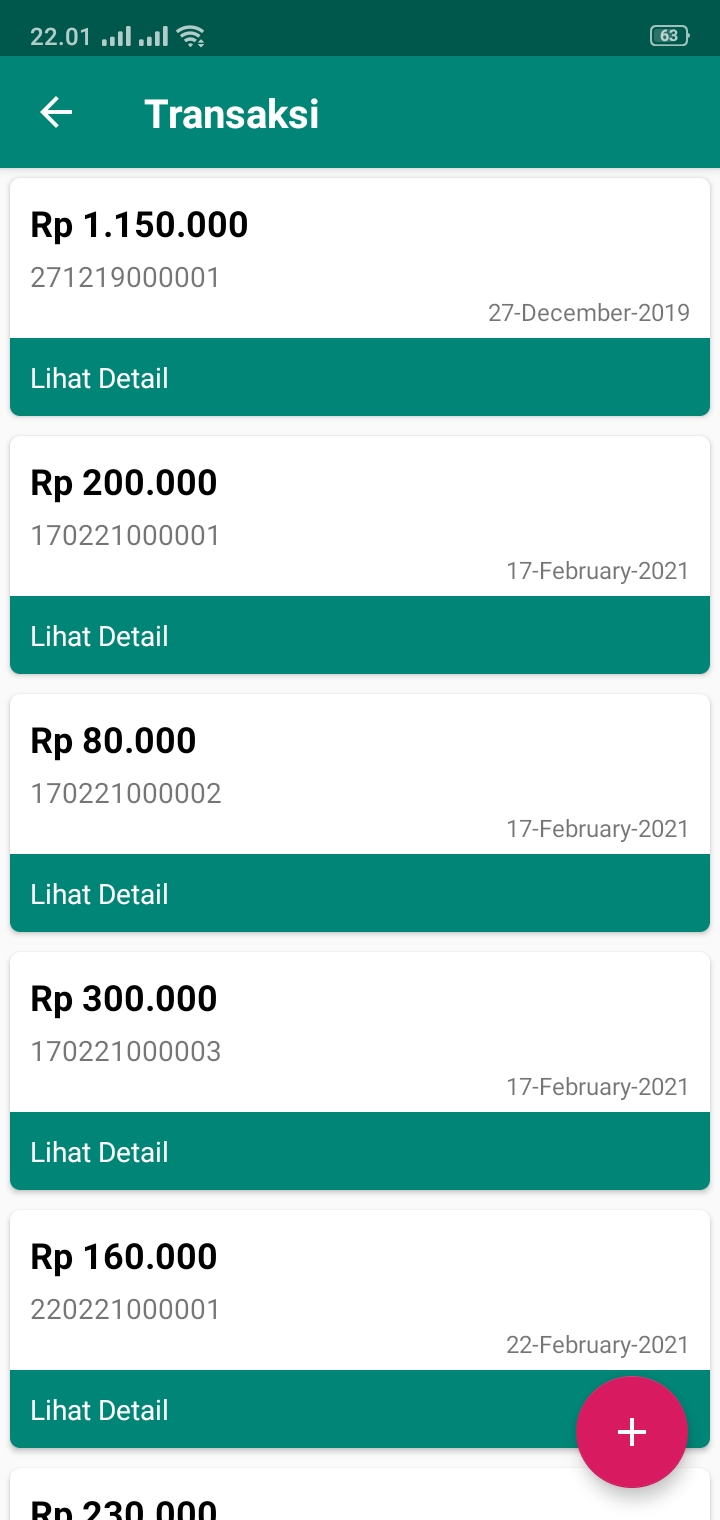 22.01
63
Transaksi
Rp 1.150.000
271219000001
27-December-2019
Lihat Detail
Rp 200.000
170221000001
17-February-2021
Lihat Detail
Rp 80.000
170221000002
17-February-2021
Lihat Detail
Rp 300.000
170221000003
17-February-2021
Lihat Detail
Rp 160.000
220221000001
22-February-2021
Lihat Detail
+
Rp 230.000